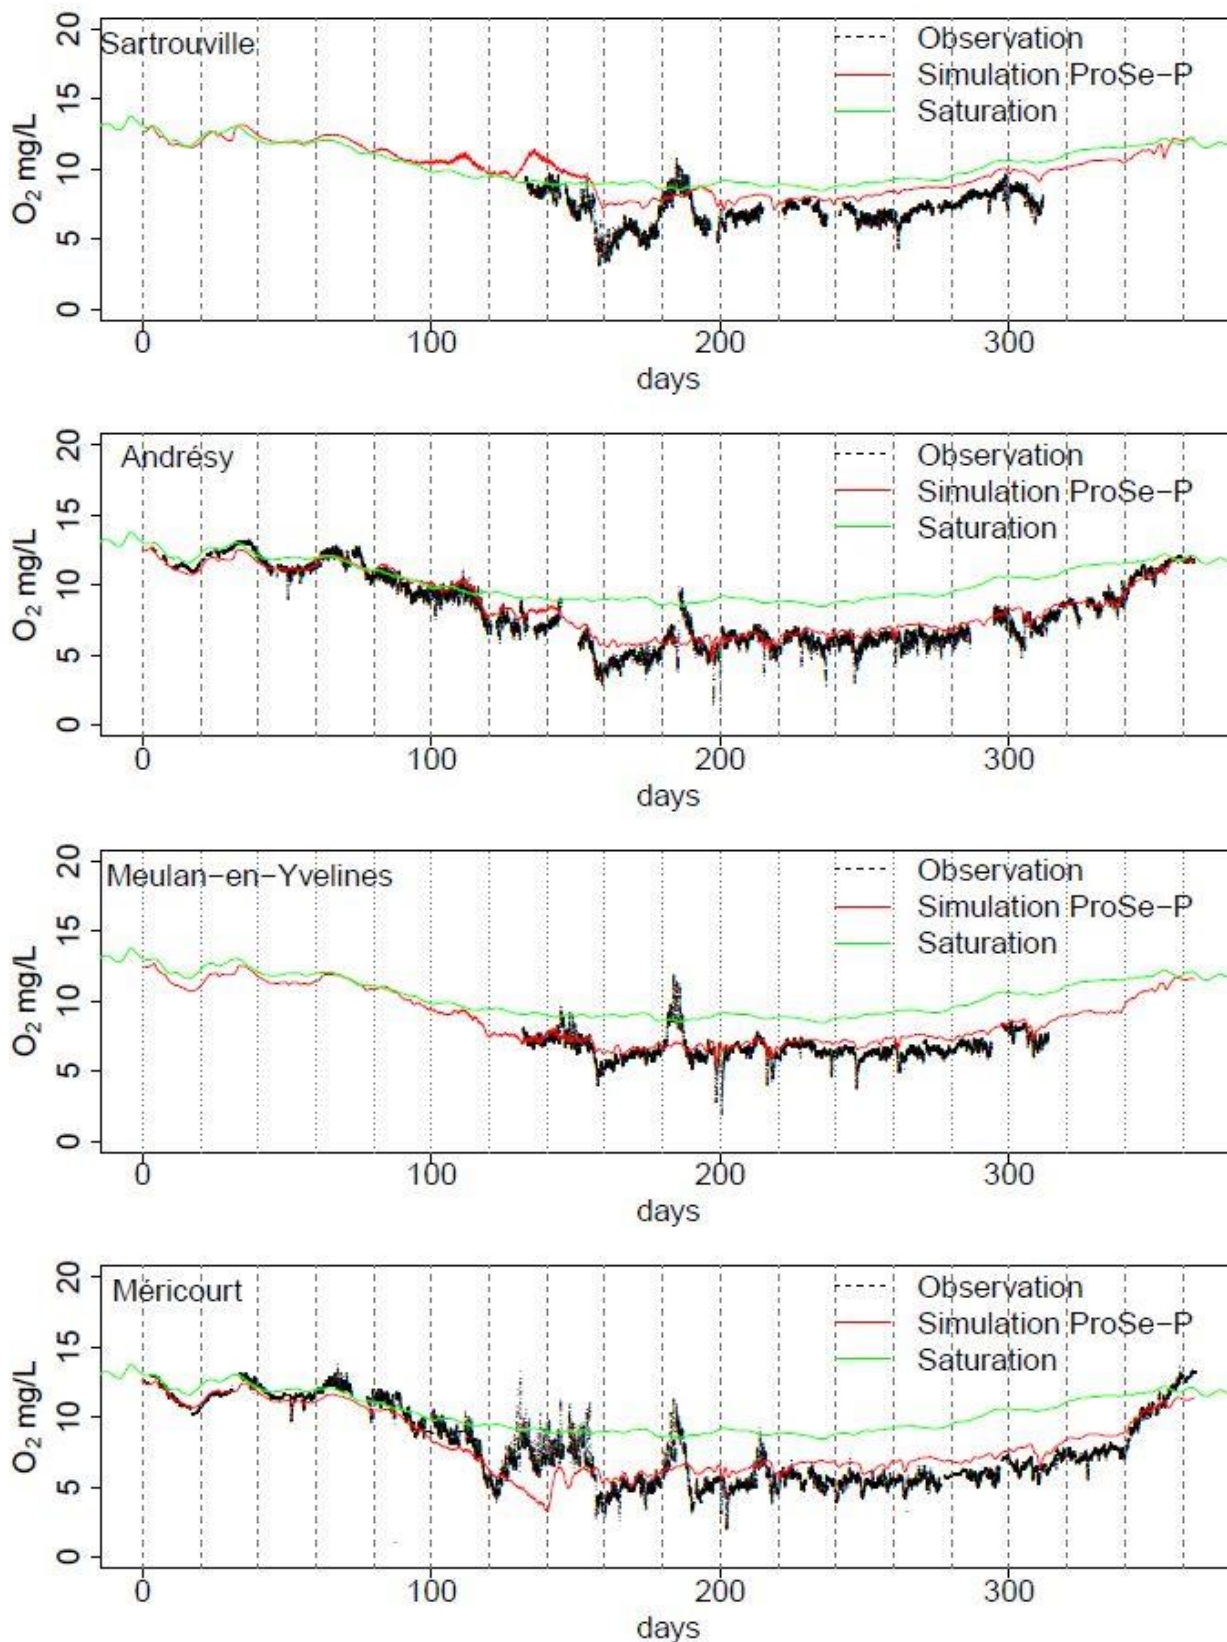 Sartrouville
Observation
Simulation ProSe-P
Saturation
O₂ mg/L
20
15
10
5
0
0 100 200 300
days
Andrésy
Observation
Simulation ProSe-P
Saturation
O₂ mg/L
20
15
10
5
0
0 100 200 300
days
Meulan-en-Yvelines
Observation
Simulation ProSe-P
Saturation
O₂ mg/L
20
15
10
5
0
0 100 200 300
days
Méricourt
Observation
Simulation ProSe-P
Saturation
O₂ mg/L
20
15
10
5
0
0 100 200 300
days